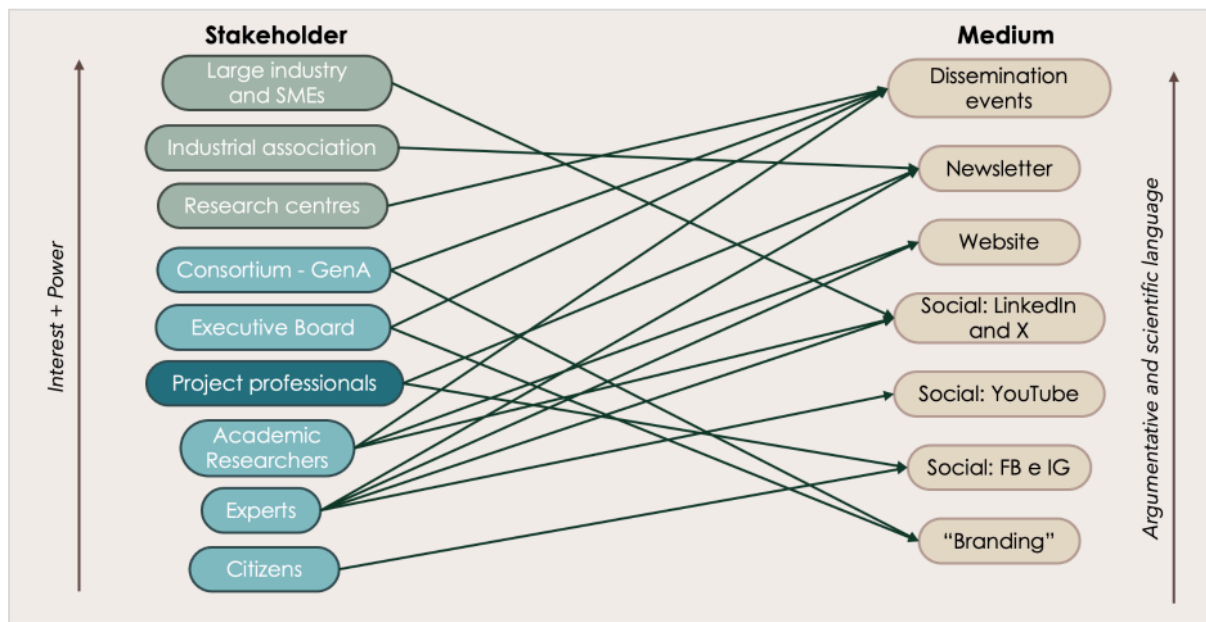 Stakeholder
Medium
Large industry
and SMEs
Industrial association
Research centres
Consortium - GenA
Executive Board
Project professionals
Academic
Researchers
Experts
Citizens
Dissemination
events
Newsletter
Website
Social: LinkedIn
and X
Social: YouTube
Social: FB e IG
“Branding”
Interest + Power
Argumentative and scientific language